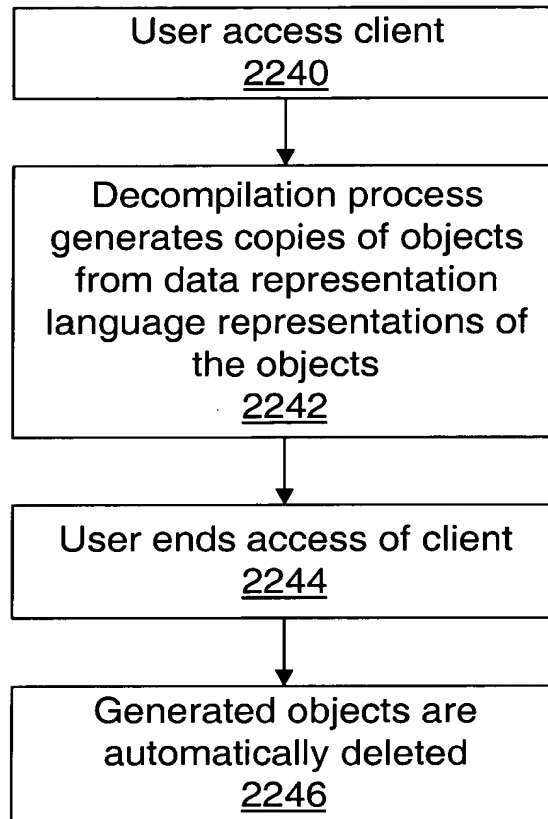 User access client
2240
Decompilation process
generates copies of objects
from data representation
language representations of
the objects
2242
User ends access of client
2244
Generated objects are
automatically deleted
2246